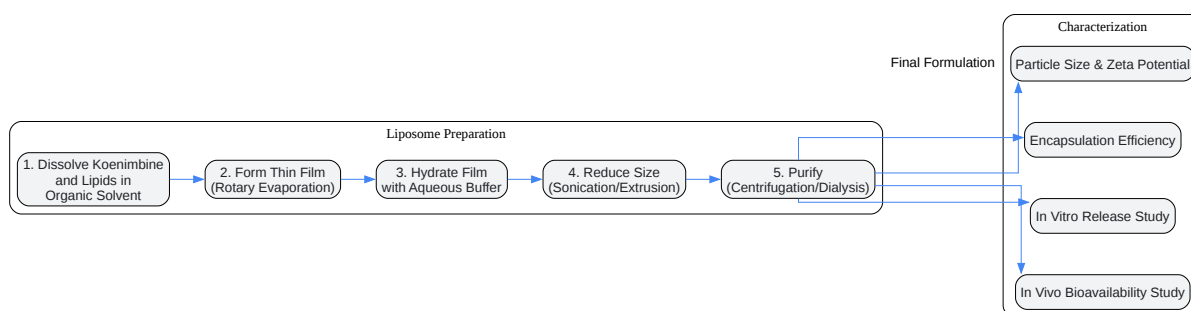 Characterization
Final Formulation
Particle Size & Zeta Potential
Liposome Preparation
Encapsulation Efficiency
1. Dissolve Koenimbine
and Lipids in
Organic Solvent
2. Form Thin Film
(Rotary Evaporation)
3. Hydrate Film
with Aqueous Buffer
4. Reduce Size
(Sonication/Extrusion)
5. Purify
(Centrifugation/Dialysis)
In Vitro Release Study
In Vivo Bioavailability Study